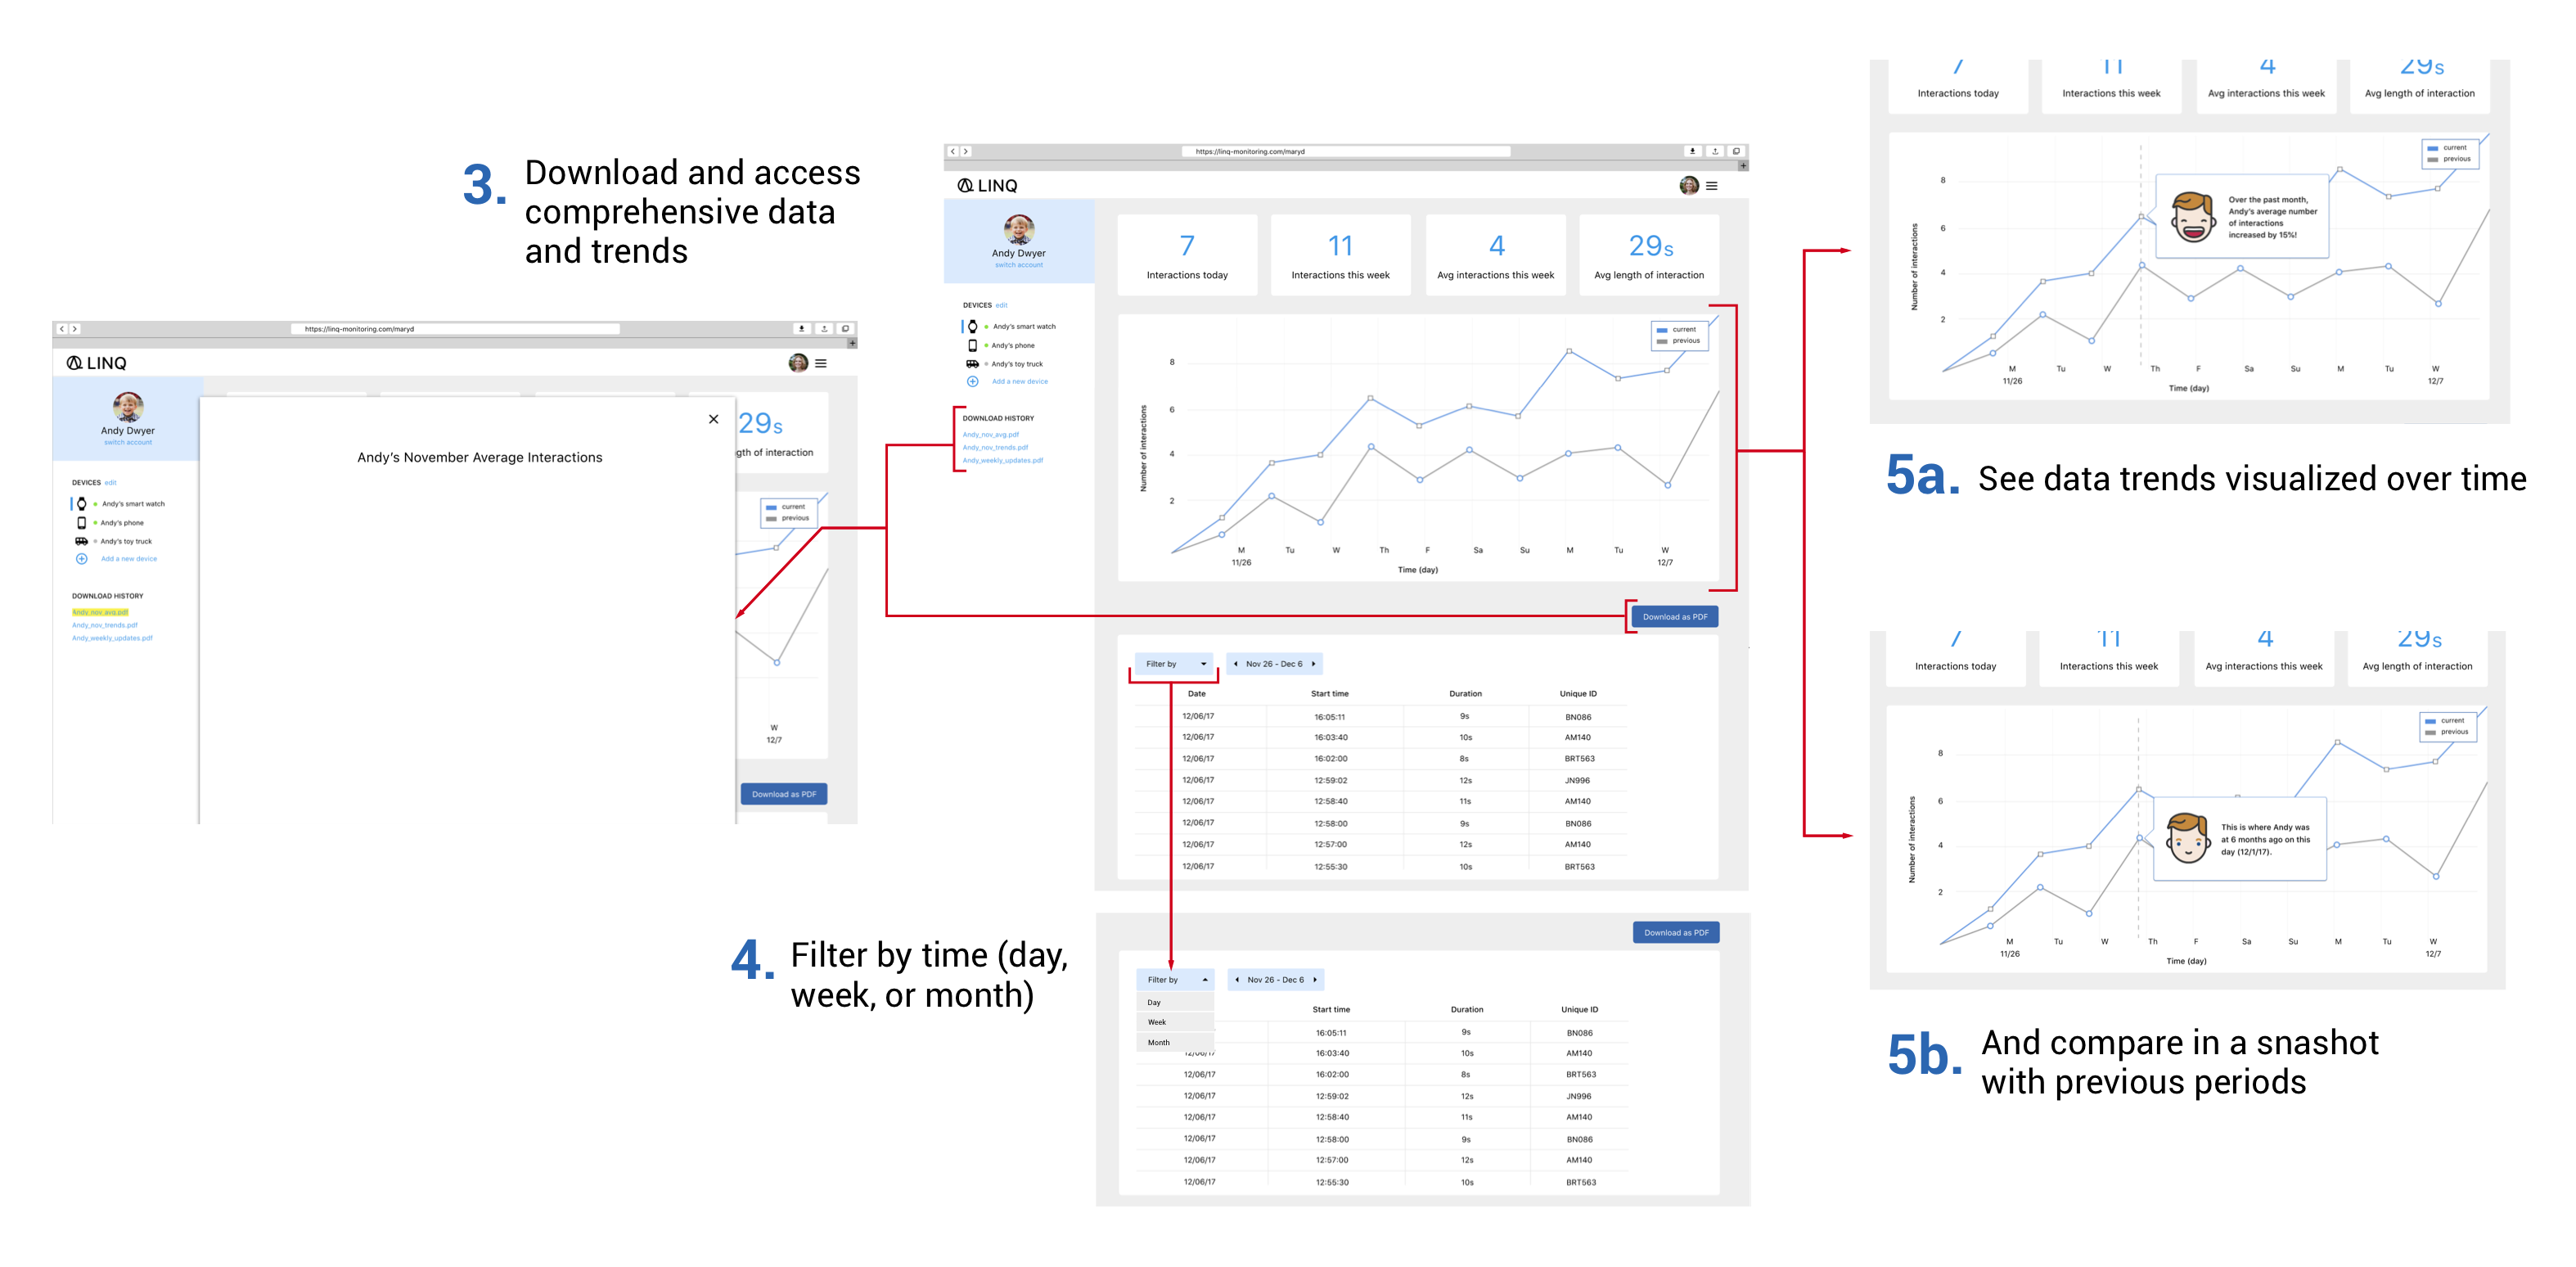 3.
Download and access
comprehensive data
and trends
https://linq-monitoring.com/maryd
LINQ
Andy Dwyer
switch account
DEVICES edit
Andy's smart watch
Andy's phone
Andy's toy truck
Add a new device
DOWNLOAD HISTORY
Andy_nov_avg.pdf
Andy_nov_trends.pdf
Andy_weekly_updates.pdf
Andy's November Average Interactions
29s
gth of interaction
current
previous
W
12/7
Download as PDF
https://linq-monitoring.com/maryd
LINQ
Andy Dwyer
switch account
DEVICES edit
Andy's smart watch
Andy's phone
Andy's toy truck
Add a new device
DOWNLOAD HISTORY
Andy_nov_avg.pdf
Andy_nov_trends.pdf
Andy_weekly_updates.pdf
7 11 4 29s
Interactions today Interactions this week Avg interactions this week Avg length of interaction
current
previous
8
6
4
2
Number of interactions
M Tu W Th F Sa Su M Tu W
11/26 12/7
Time (day)
Download as PDF
Filter by Nov 26 - Dec 6
Date Start time Duration Unique ID
12/06/17 16:05:11 9s BN086
12/06/17 16:03:40 10s AM140
12/06/17 16:02:00 8s BRT563
12/06/17 12:59:02 12s JN996
12/06/17 12:58:40 11s AM140
12/06/17 12:58:00 9s BN086
12/06/17 12:57:00 12s AM140
12/06/17 12:55:30 10s BRT563
4.
Filter by time (day,
week, or month)
Download as PDF
Filter by Nov 26 - Dec 6
Day
Week
Month
Start time Duration Unique ID
16:05:11 9s BN086
12/06/17 16:03:40 10s AM140
12/06/17 16:02:00 8s BRT563
12/06/17 12:59:02 12s JN996
12/06/17 12:58:40 11s AM140
12/06/17 12:58:00 9s BN086
12/06/17 12:57:00 12s AM140
12/06/17 12:55:30 10s BRT563
7 11 4 29s
Interactions today Interactions this week Avg interactions this week Avg length of interaction
current
previous
Over the past month,
Andy's average number
of interactions
increased by 15%!
8
6
4
2
Number of interactions
M Tu W Th F Sa Su M Tu W
11/26 12/7
Time (day)
5a. See data trends visualized over time
7 11 4 29s
Interactions today Interactions this week Avg interactions this week Avg length of interaction
current
previous
This is where Andy was
at 6 months ago on this
day (12/1/17).
8
6
4
2
Number of interactions
M Tu W Th F Sa Su M Tu W
11/26 12/7
Time (day)
5b.
And compare in a snashot
with previous periods